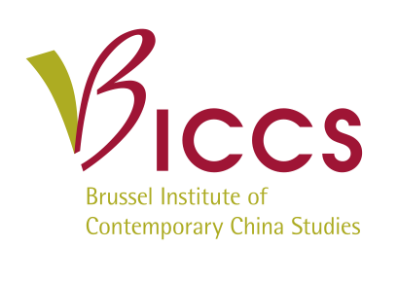 BICCS
Brussel Institute of
Contemporary China Studies